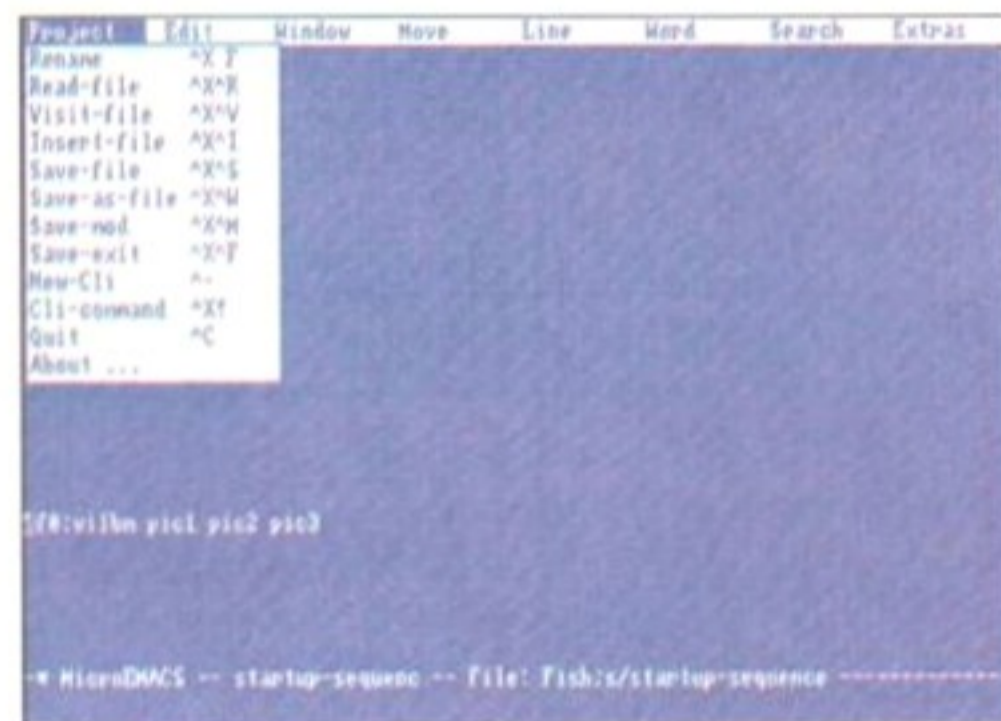 Project Edit Window Move Line Word Search Extras
Rename ^X F
Read-file ^X^R
Visit-file ^X^V
Insert-file ^X^I
Save-file ^X^S
Save-as-file ^X^W
Save-mod ^X^M
Save-exit ^X^F
New-Cli ^-
Cli-command ^X!
Quit ^C
About ...
pic1 pic2 pic3
-* MicroEMACS -- startup-sequenc -- File: Fish:s/startup-sequence --------------